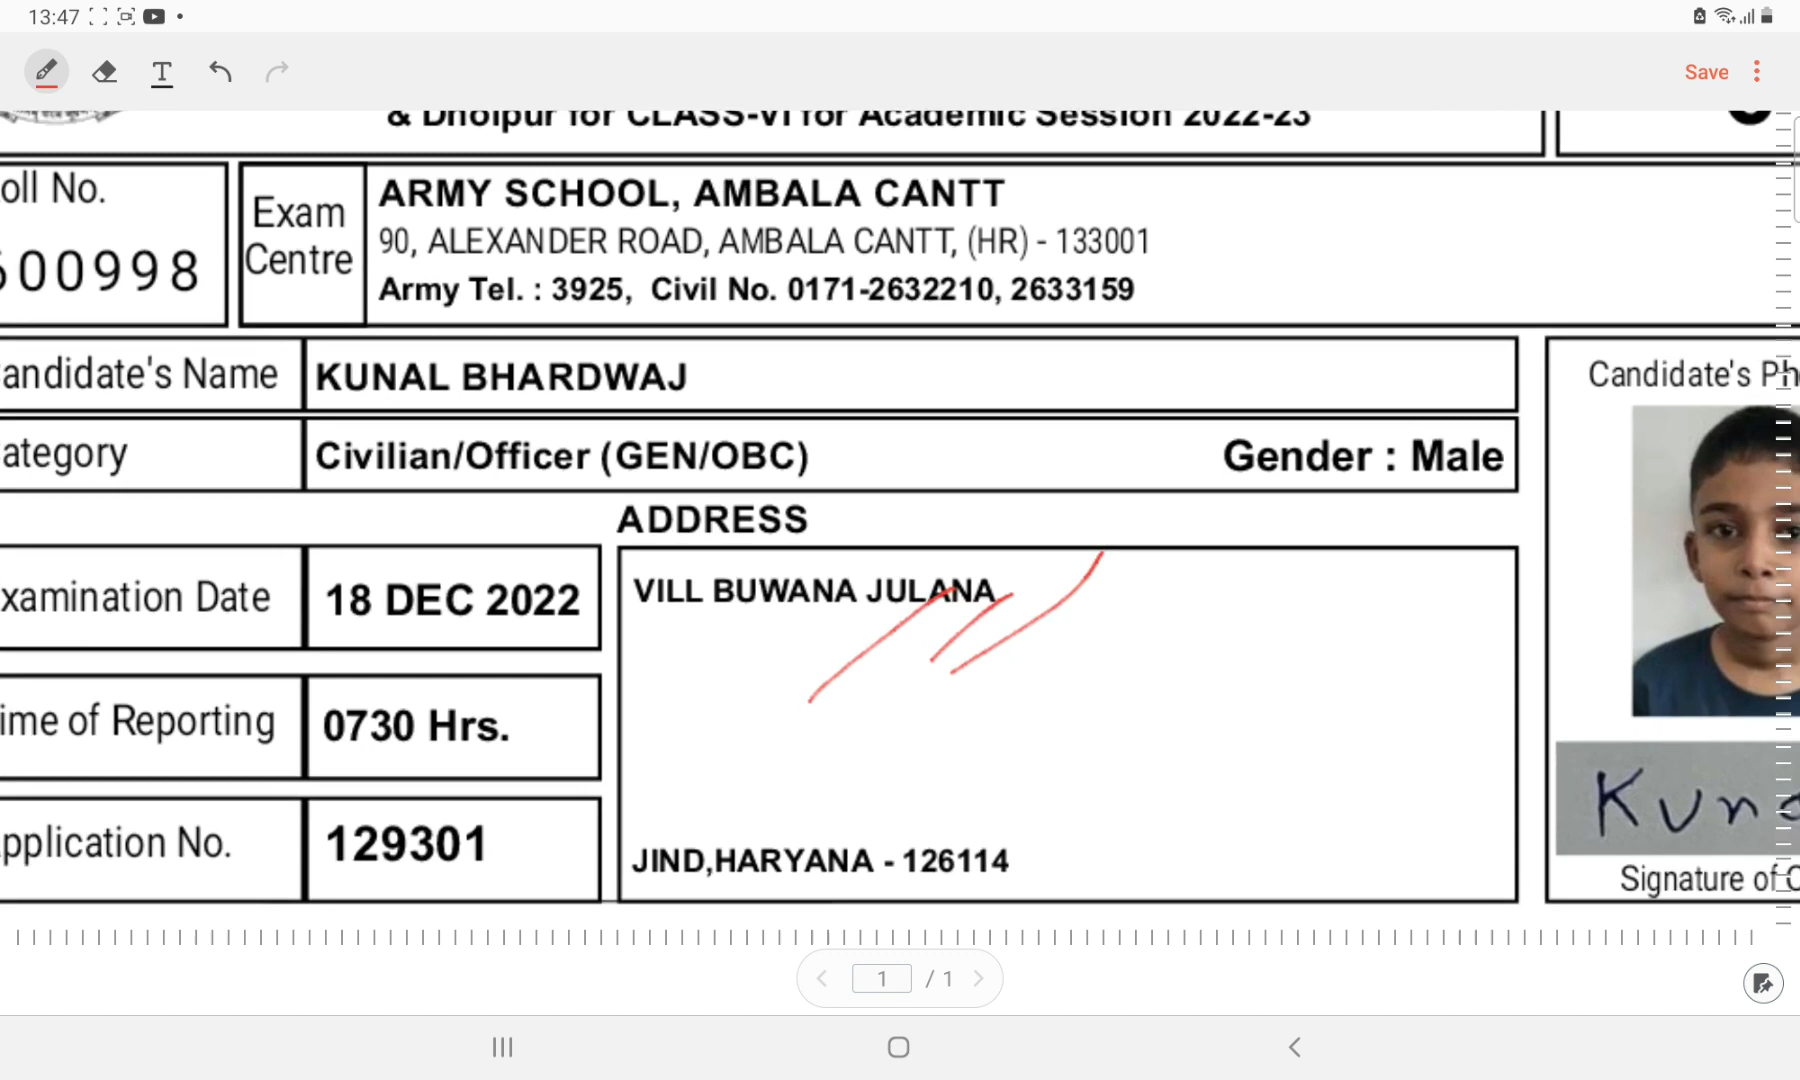 13:47
Save
& Dholpur for CLASS-VI for Academic Session 2022-23
oll No.
600998
Exam
Centre
ARMY SCHOOL, AMBALA CANTT
90, ALEXANDER ROAD, AMBALA CANTT, (HR) - 133001
Army Tel. : 3925, Civil No. 0171-2632210, 2633159
andidate's Name
KUNAL BHARDWAJ
Candidate's Ph
ategory
Civilian/Officer (GEN/OBC)
Gender : Male
ADDRESS
xamination Date
18 DEC 2022
VILL BUWANA JULANA
ime of Reporting
0730 Hrs.
pplication No.
129301
JIND,HARYANA - 126114
Kuna
Signature of C
1 / 1